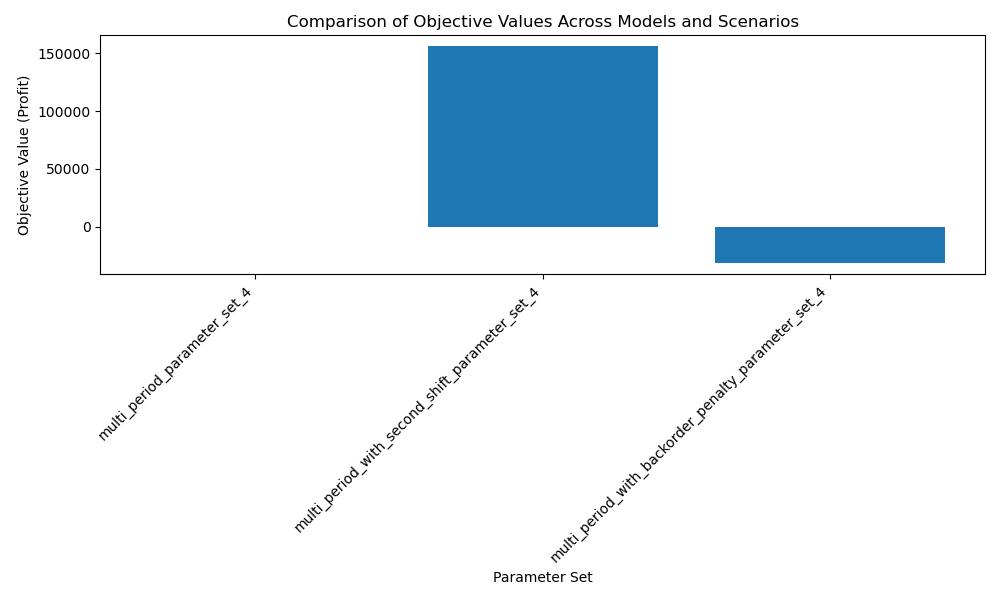 Comparison of Objective Values Across Models and Scenarios
Objective Value (Profit)
150000
100000
50000
0
multi_period_parameter_set_4
multi_period_with_second_shift_parameter_set_4
multi_period_with_backorder_penalty_parameter_set_4
Parameter Set